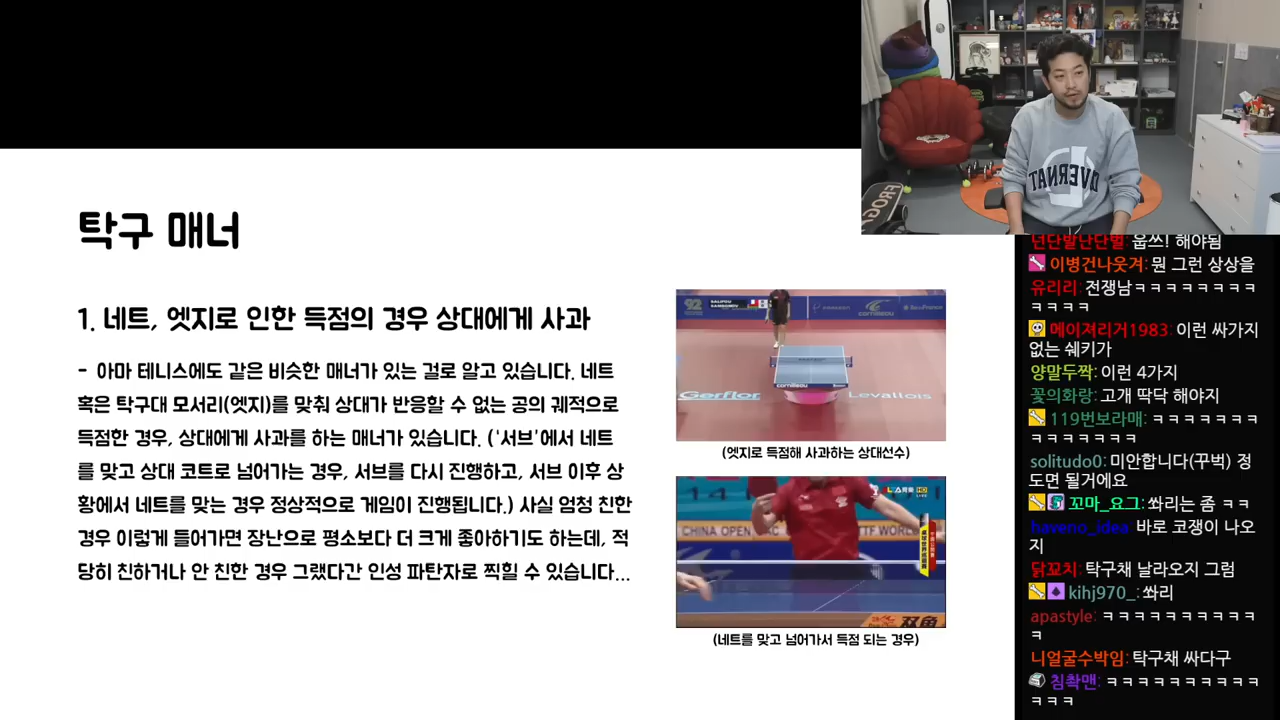 탁구 매너
1. 네트, 엣지로 인한 득점의 경우 상대에게 사과
- 아마 테니스에도 같은 비슷한 매너가 있는 걸로 알고 있습니다. 네트
혹은 탁구대 모서리(엣지)를 맞춰 상대가 반응할 수 없는 공의 궤적으로
득점한 경우, 상대에게 사과를 하는 매너가 있습니다. ('서브'에서 네트
를 맞고 상대 코트로 넘어가는 경우, 서브를 다시 진행하고, 서브 이후 상
황에서 네트를 맞는 경우 정상적으로 게임이 진행됩니다.) 사실 엄청 친한
경우 이렇게 들어가면 장난으로 평소보다 더 크게 좋아하기도 하는데, 적
당히 친하거나 안 친한 경우 그랬다간 인성 파탄자로 찍힐 수 있습니다...
cornilleau
Gerflor
Levallois
(엣지로 득점해 사과하는 상대선수)
CHINA OPEN
TTF WORLD
双鱼
(네트를 맞고 넘어가서 득점 되는 경우)
OVERNAT
FROGS
넌단발난단벌: 웁쓰! 해야됨
이병건나웃겨: 뭔 그런 상상을
유리리: 전쟁남ㅋㅋㅋㅋㅋㅋㅋㅋ
ㅋㅋㅋㅋ
메이져리거1983: 이런 싸가지
없는 쉐키가
양말두짝: 이런 4가지
꽃의화랑: 고개 딱닥 해야지
119번보라매: ㅋㅋㅋㅋㅋㅋㅋ
ㅋㅋㅋㅋㅋㅋㅋ
solitudo0: 미안합니다(꾸벅) 정
도면 될거에요
꼬마_요그: 쏴리는 좀 ㅋㅋ
haveno_idea: 바로 코쟁이 나오
지
닭꼬치: 탁구채 날라오지 그럼
kihj970_: 쏴리
apastyle: ㅋㅋㅋㅋㅋㅋㅋㅋㅋㅋ
ㅋ
니얼굴수박임: 탁구채 싸다구
침촥맨: ㅋㅋㅋㅋㅋㅋㅋㅋㅋㅋ
ㅋㅋㅋ